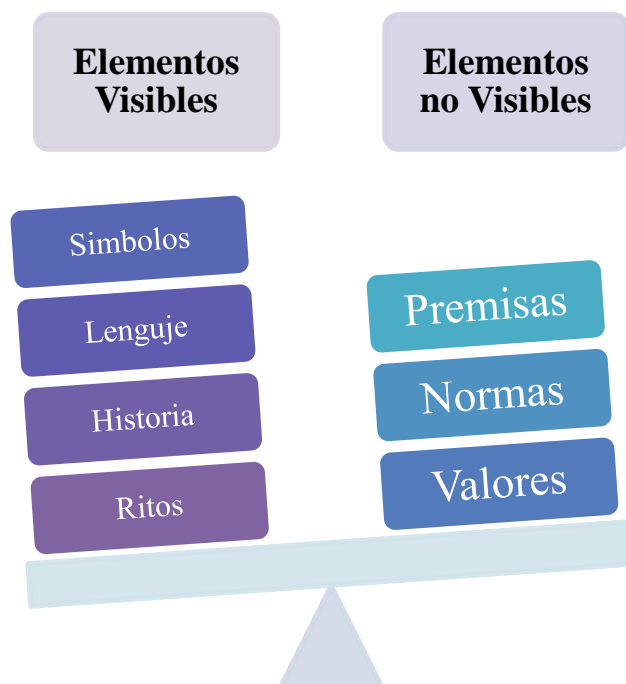 Elementos
Visibles
Elementos
no Visibles
Simbolos
Lenguje
Historia
Ritos
Premisas
Normas
Valores